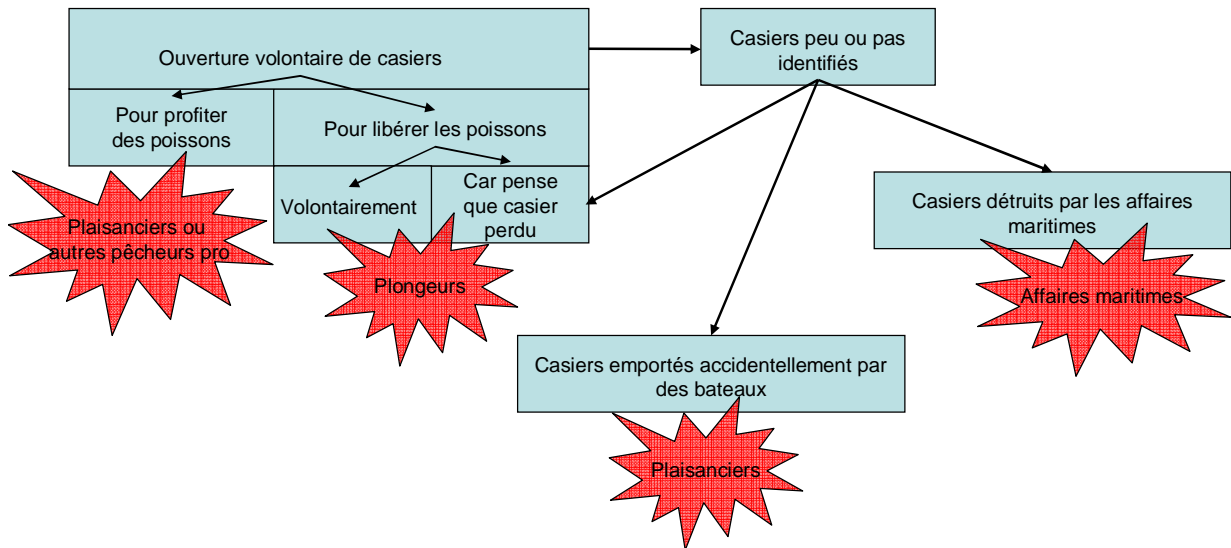 Ouverture volontaire de casiers
Casiers peu ou pas
identifiés
Pour profiter
des poissons
Pour libérer les poissons
Volontairement
Car pense
que casier
perdu
Plaisanciers ou
autres pêcheurs pro
Plongeurs
Casiers détruits par les affaires
maritimes
Affaires maritimes
Casiers emportés accidentellement par
des bateaux
Plaisanciers